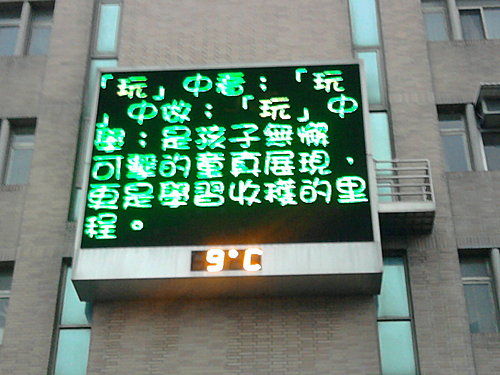 「玩」中看；「玩
」中做；「玩」中
學；是孩子無懈
可擊的童真展現，
更是學習收穫的里
程。
9°C